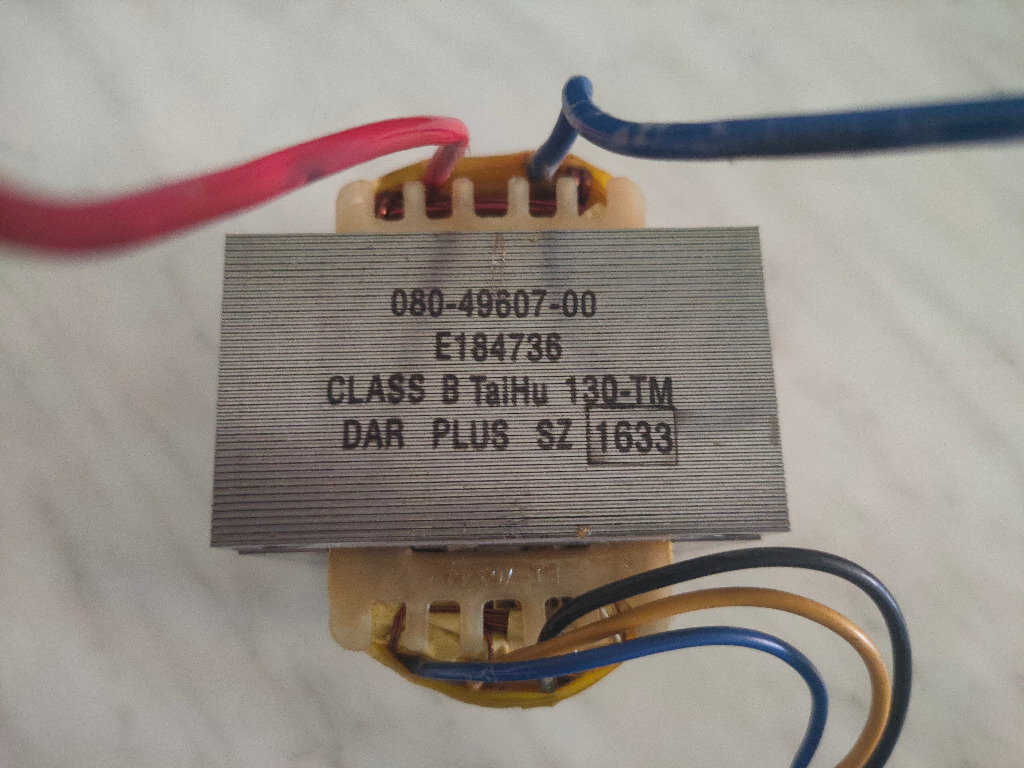 080-49607-00
E184736
CLASS B TaiHu 130-TM
DAR PLUS SZ 1633